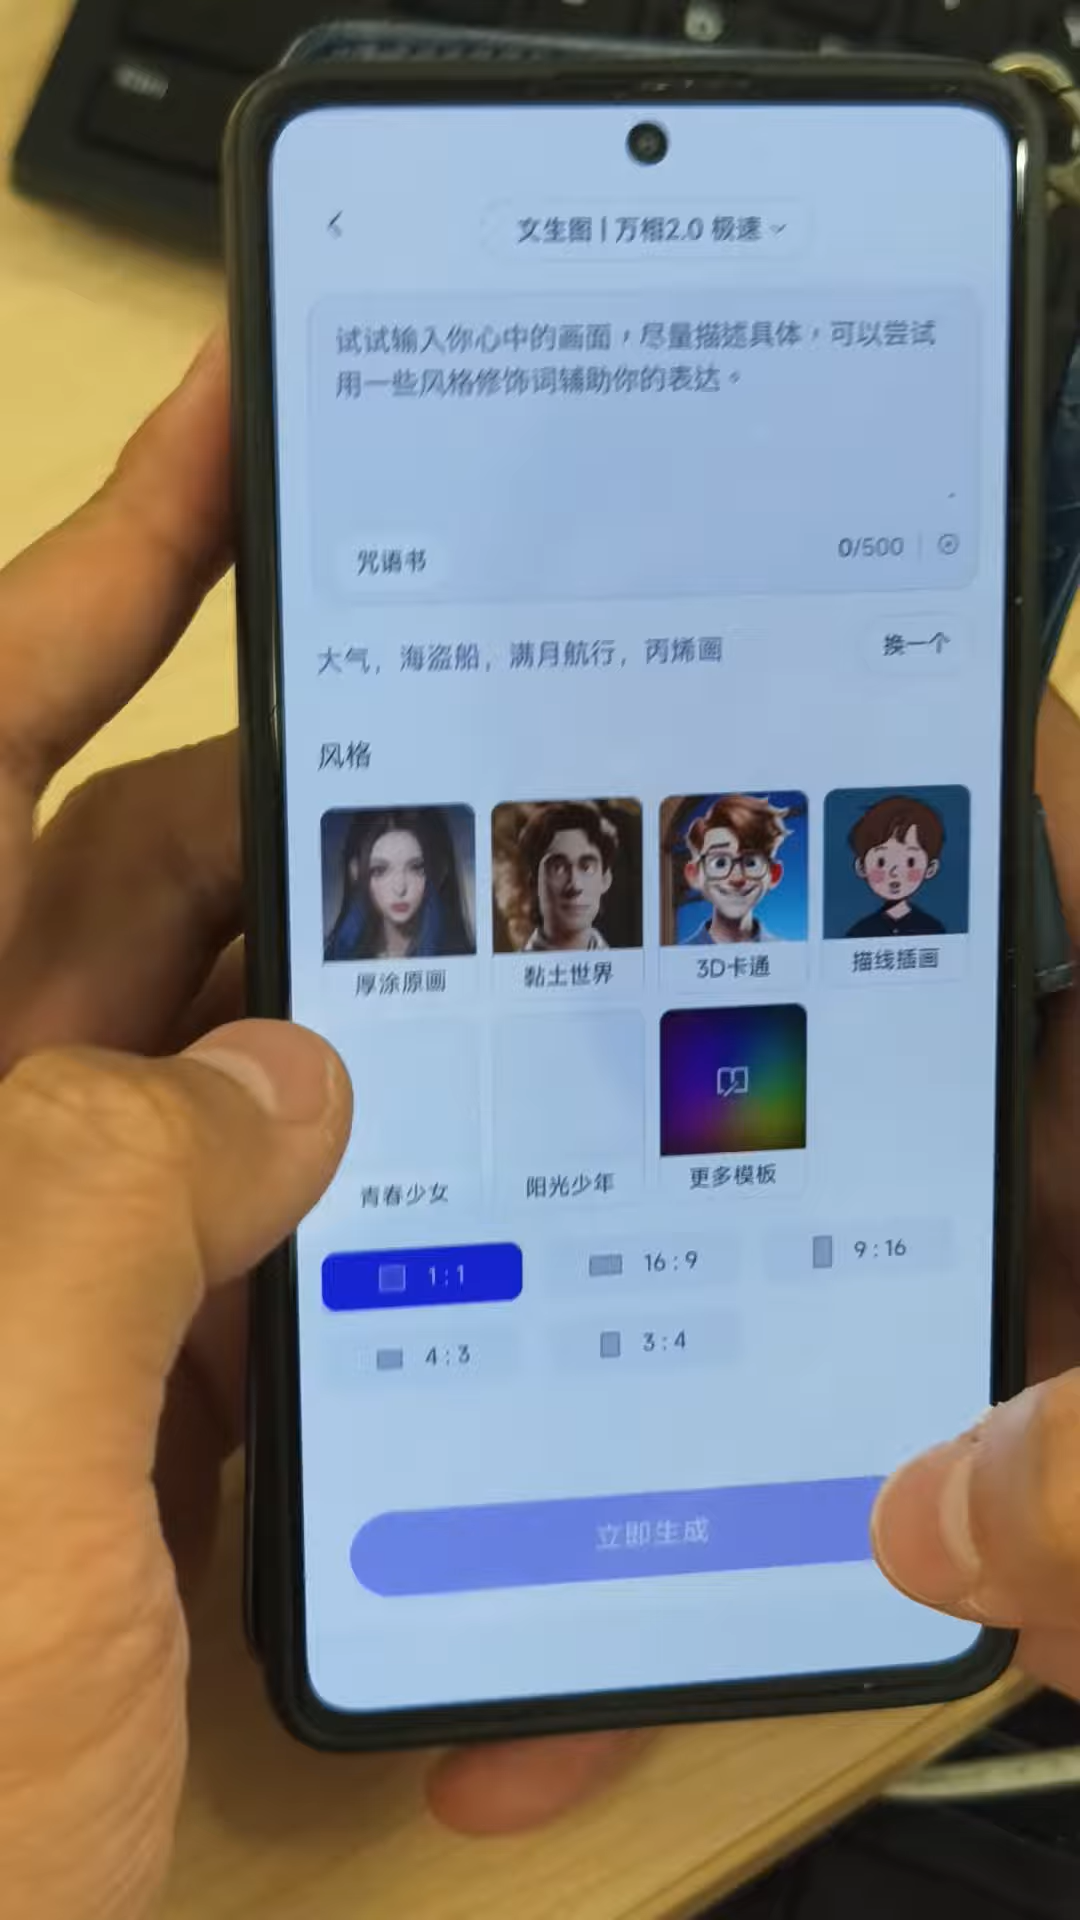 文生图 | 万相2.0 极速
试试输入你心中的画面，尽量描述具体，可以尝试
用一些风格修饰词辅助你的表达。
咒语书
0/500
大气，海盗船，满月航行，丙烯画
换一个
风格
厚涂原画
黏土世界
3D卡通
描线插画
青春少女
阳光少年
更多模板
1:1
16:9
9:16
4:3
3:4
立即生成